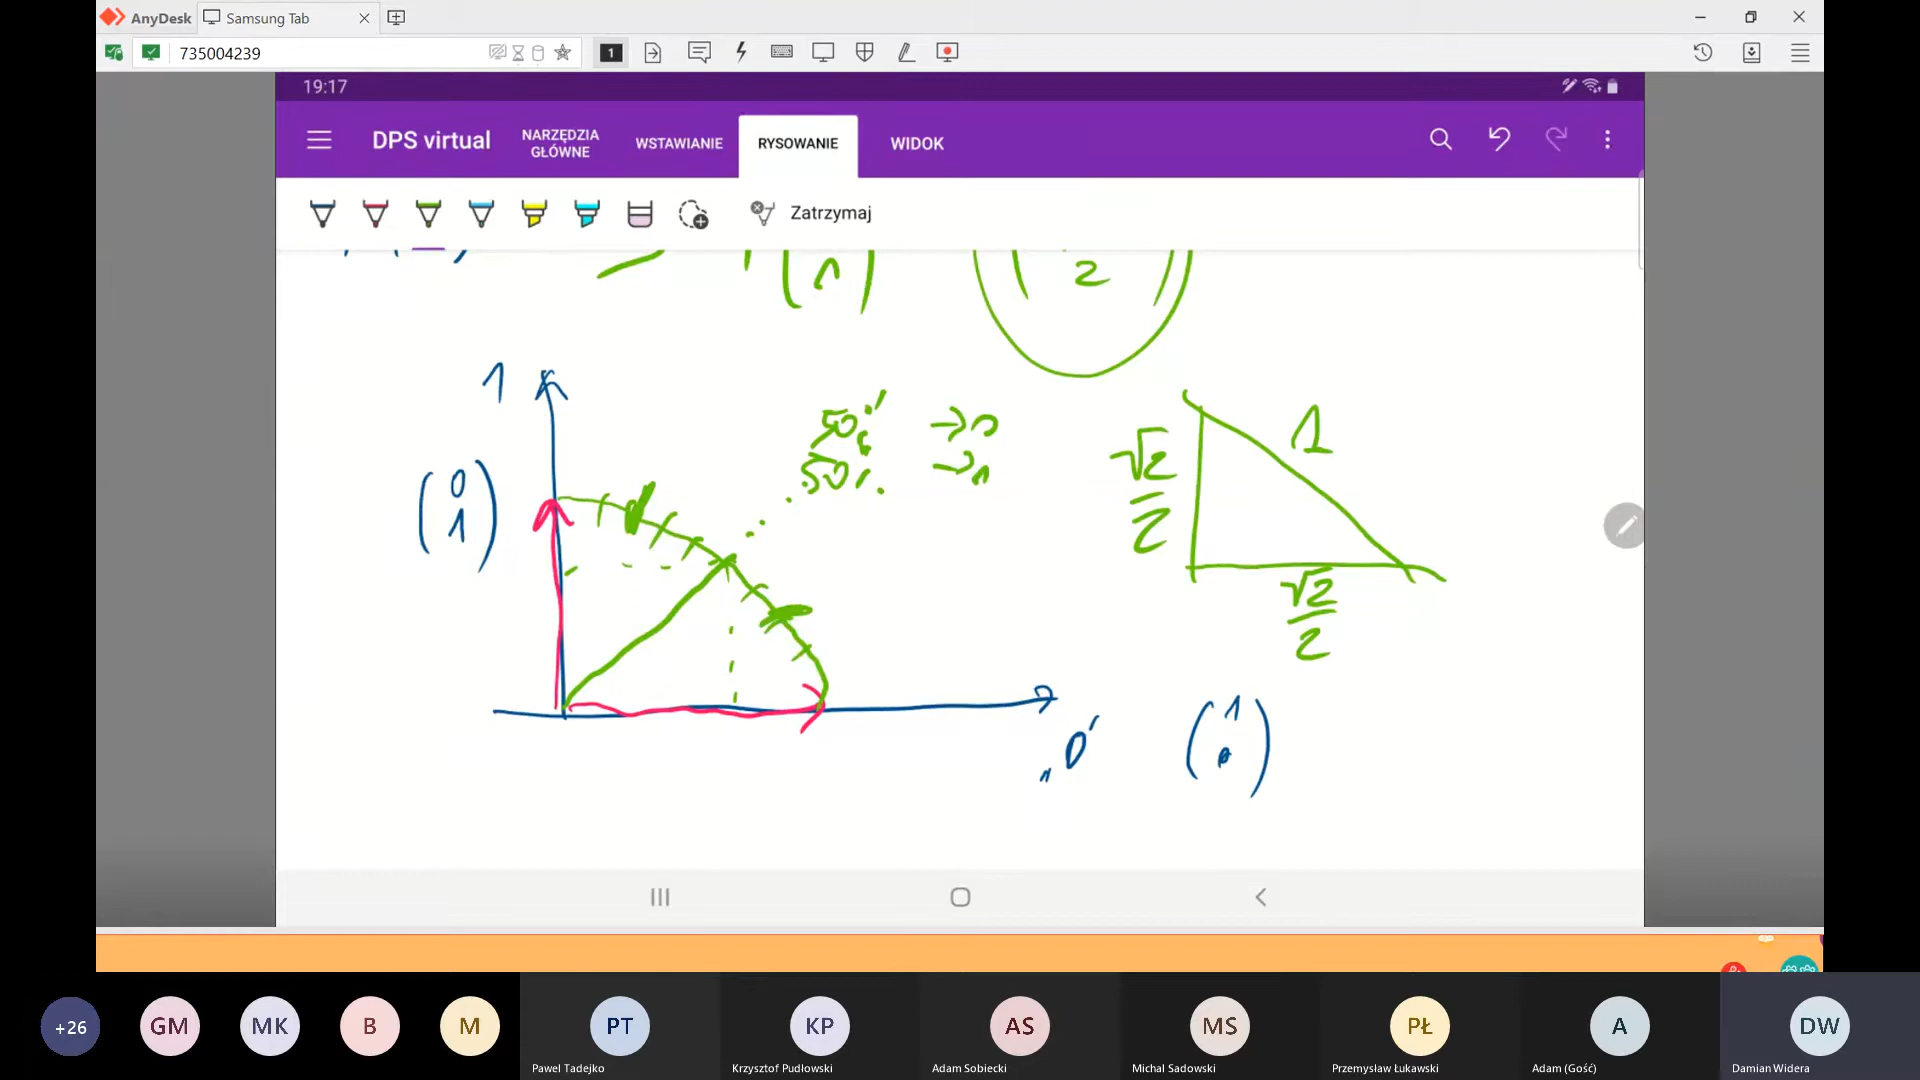 AnyDesk
Samsung Tab
735004239
1
19:17
DPS virtual
NARZĘDZIA
GŁÓWNE
WSTAWIANIE
RYSOWANIE
WIDOK
Zatrzymaj
2
1
50% → 0
50% → 1
1
√2
2
0
1
√2
2
"0"
1
0
+26
GM
MK
B
M
PT
KP
AS
MS
PŁ
A
DW
Pawel Tadejko
Krzysztof Pudłowski
Adam Sobiecki
Michal Sadowski
Przemysław Łukawski
Adam (Gość)
Damian Widera